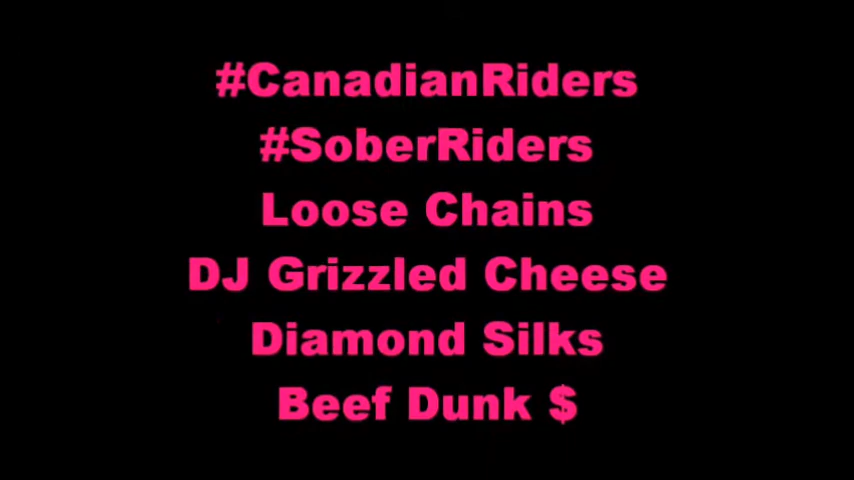 #CanadianRiders
#SoberRiders
Loose Chains
DJ Grizzled Cheese
Diamond Silks
Beef Dunk $